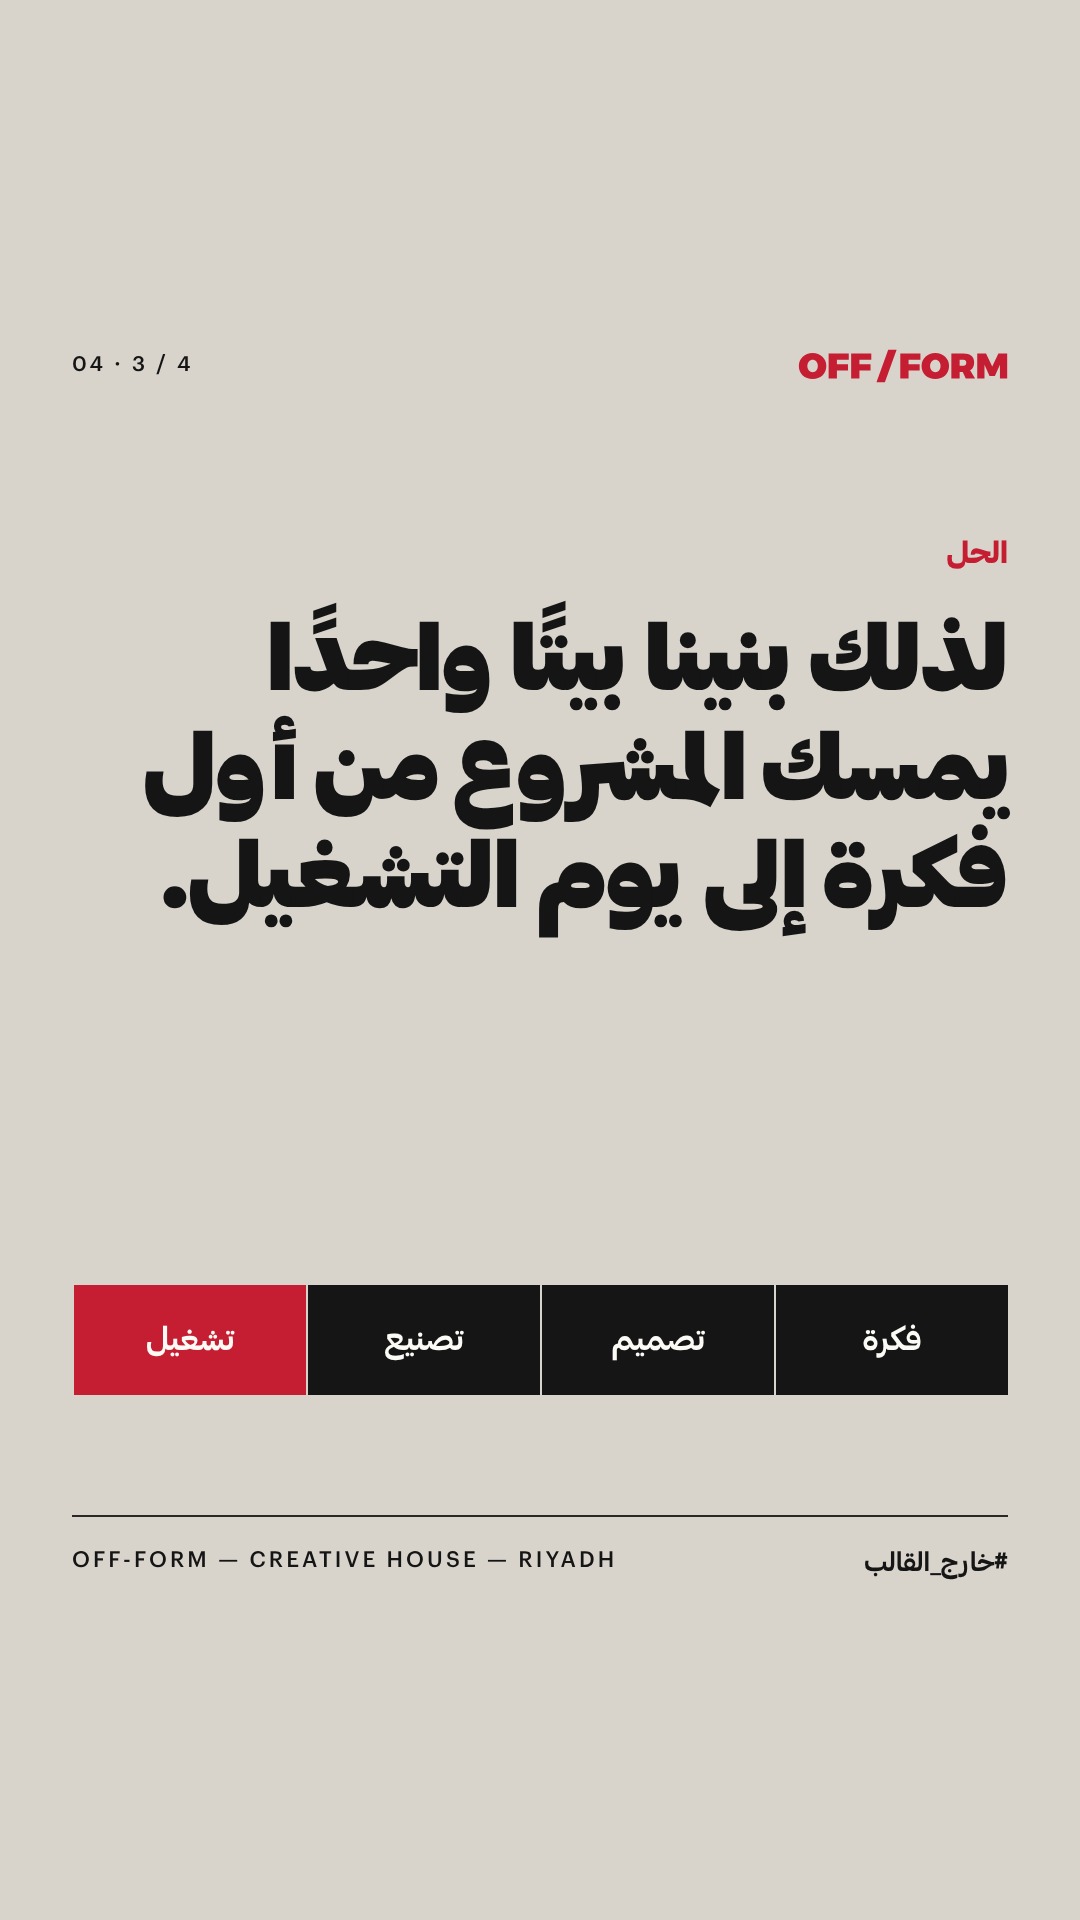 04 · 3 / 4
OFF/FORM
الحل
لذلك بنينا بيتًا واحدًا
يمسك المشروع من أول
فكرة إلى يوم التشغيل.
فكرة
تصميم
تصنيع
تشغيل
OFF-FORM — CREATIVE HOUSE — RIYADH
#خارج_القالب